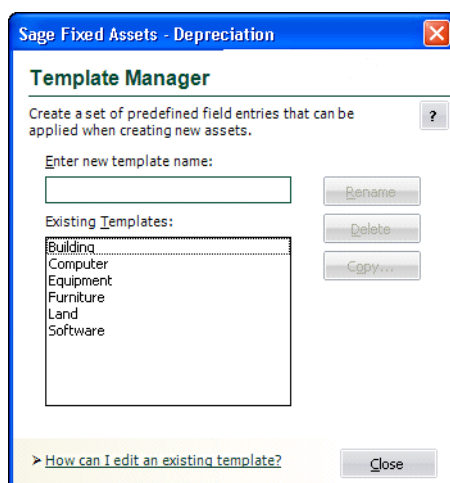 Sage Fixed Assets - Depreciation
Template Manager
Create a set of predefined field entries that can be
applied when creating new assets.
?
Enter new template name:
Rename
Existing Templates:
Delete
Building
Computer
Copy...
Equipment
Furniture
Land
Software
➤ How can I edit an existing template?
Close